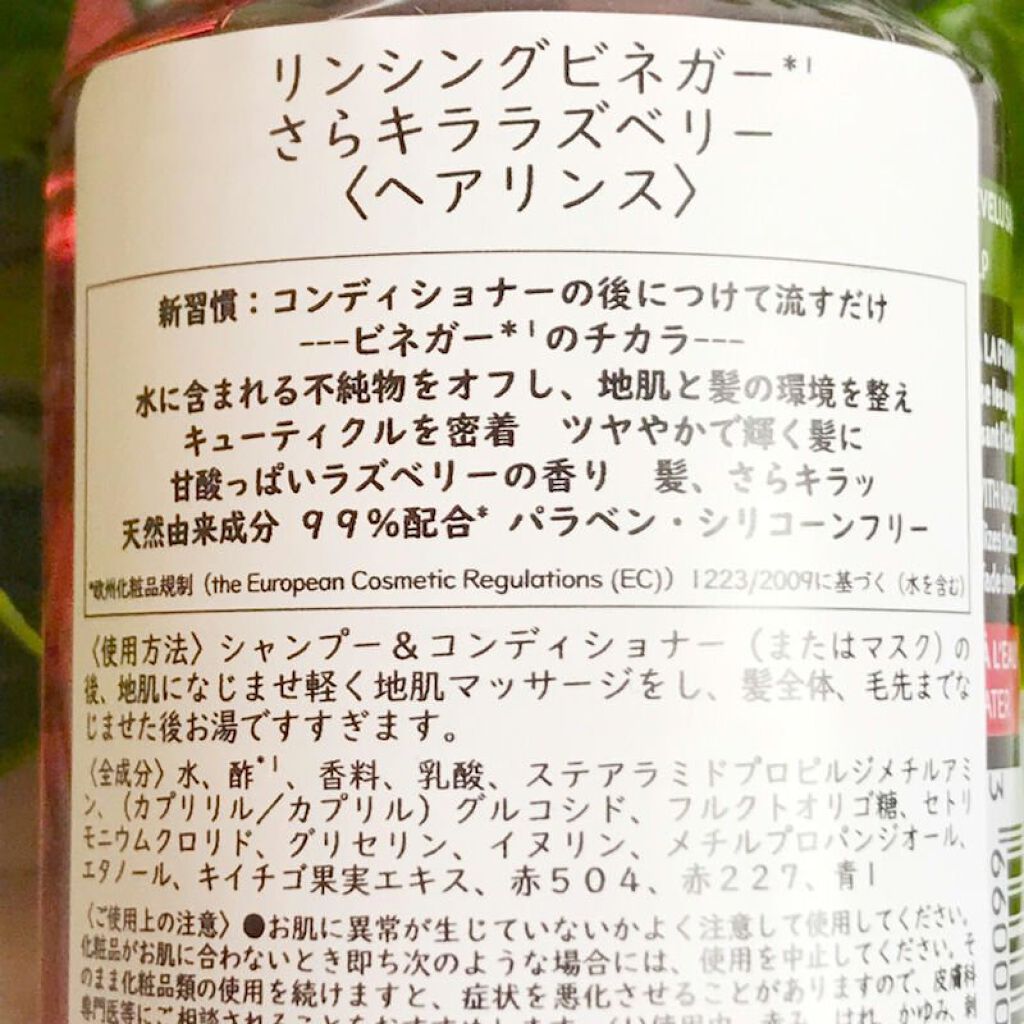 リンシングビネガー*1
さらキララズベリー
〈ヘアリンス〉
新習慣：コンディショナーの後につけて流すだけ
---ビネガー*1のチカラ---
水に含まれる不純物をオフし、地肌と髪の環境を整え
キューティクルを密着　ツヤやかで輝く髪に
甘酸っぱいラズベリーの香り　髪、さらキラッ
天然由来成分 99%配合* パラベン・シリコーンフリー
*欧州化粧品規制（the European Cosmetic Regulations (EC)）1223/2009に基づく（水を含む）
〈使用方法〉シャンプー＆コンディショナー（またはマスク）の
後、地肌になじませ軽く地肌マッサージをし、髪全体、毛先までな
じませた後お湯ですすぎます。
〈全成分〉水、酢*1、香料、乳酸、ステアラミドプロピルジメチルアミ
ン、（カプリリル／カプリル）グルコシド、フルクトオリゴ糖、セトリ
モニウムクロリド、グリセリン、イヌリン、メチルプロパンジオール、
エタノール、キイチゴ果実エキス、赤504、赤227、青1
〈ご使用上の注意〉●お肌に異常が生じていないかよく注意して使用してください。
化粧品がお肌に合わないとき即ち次のような場合には、使用を中止してください。そ
のまま化粧品類の使用を続けますと、症状を悪化させることがありますので、皮膚科
専門医等にご相談されることをおすすめします。